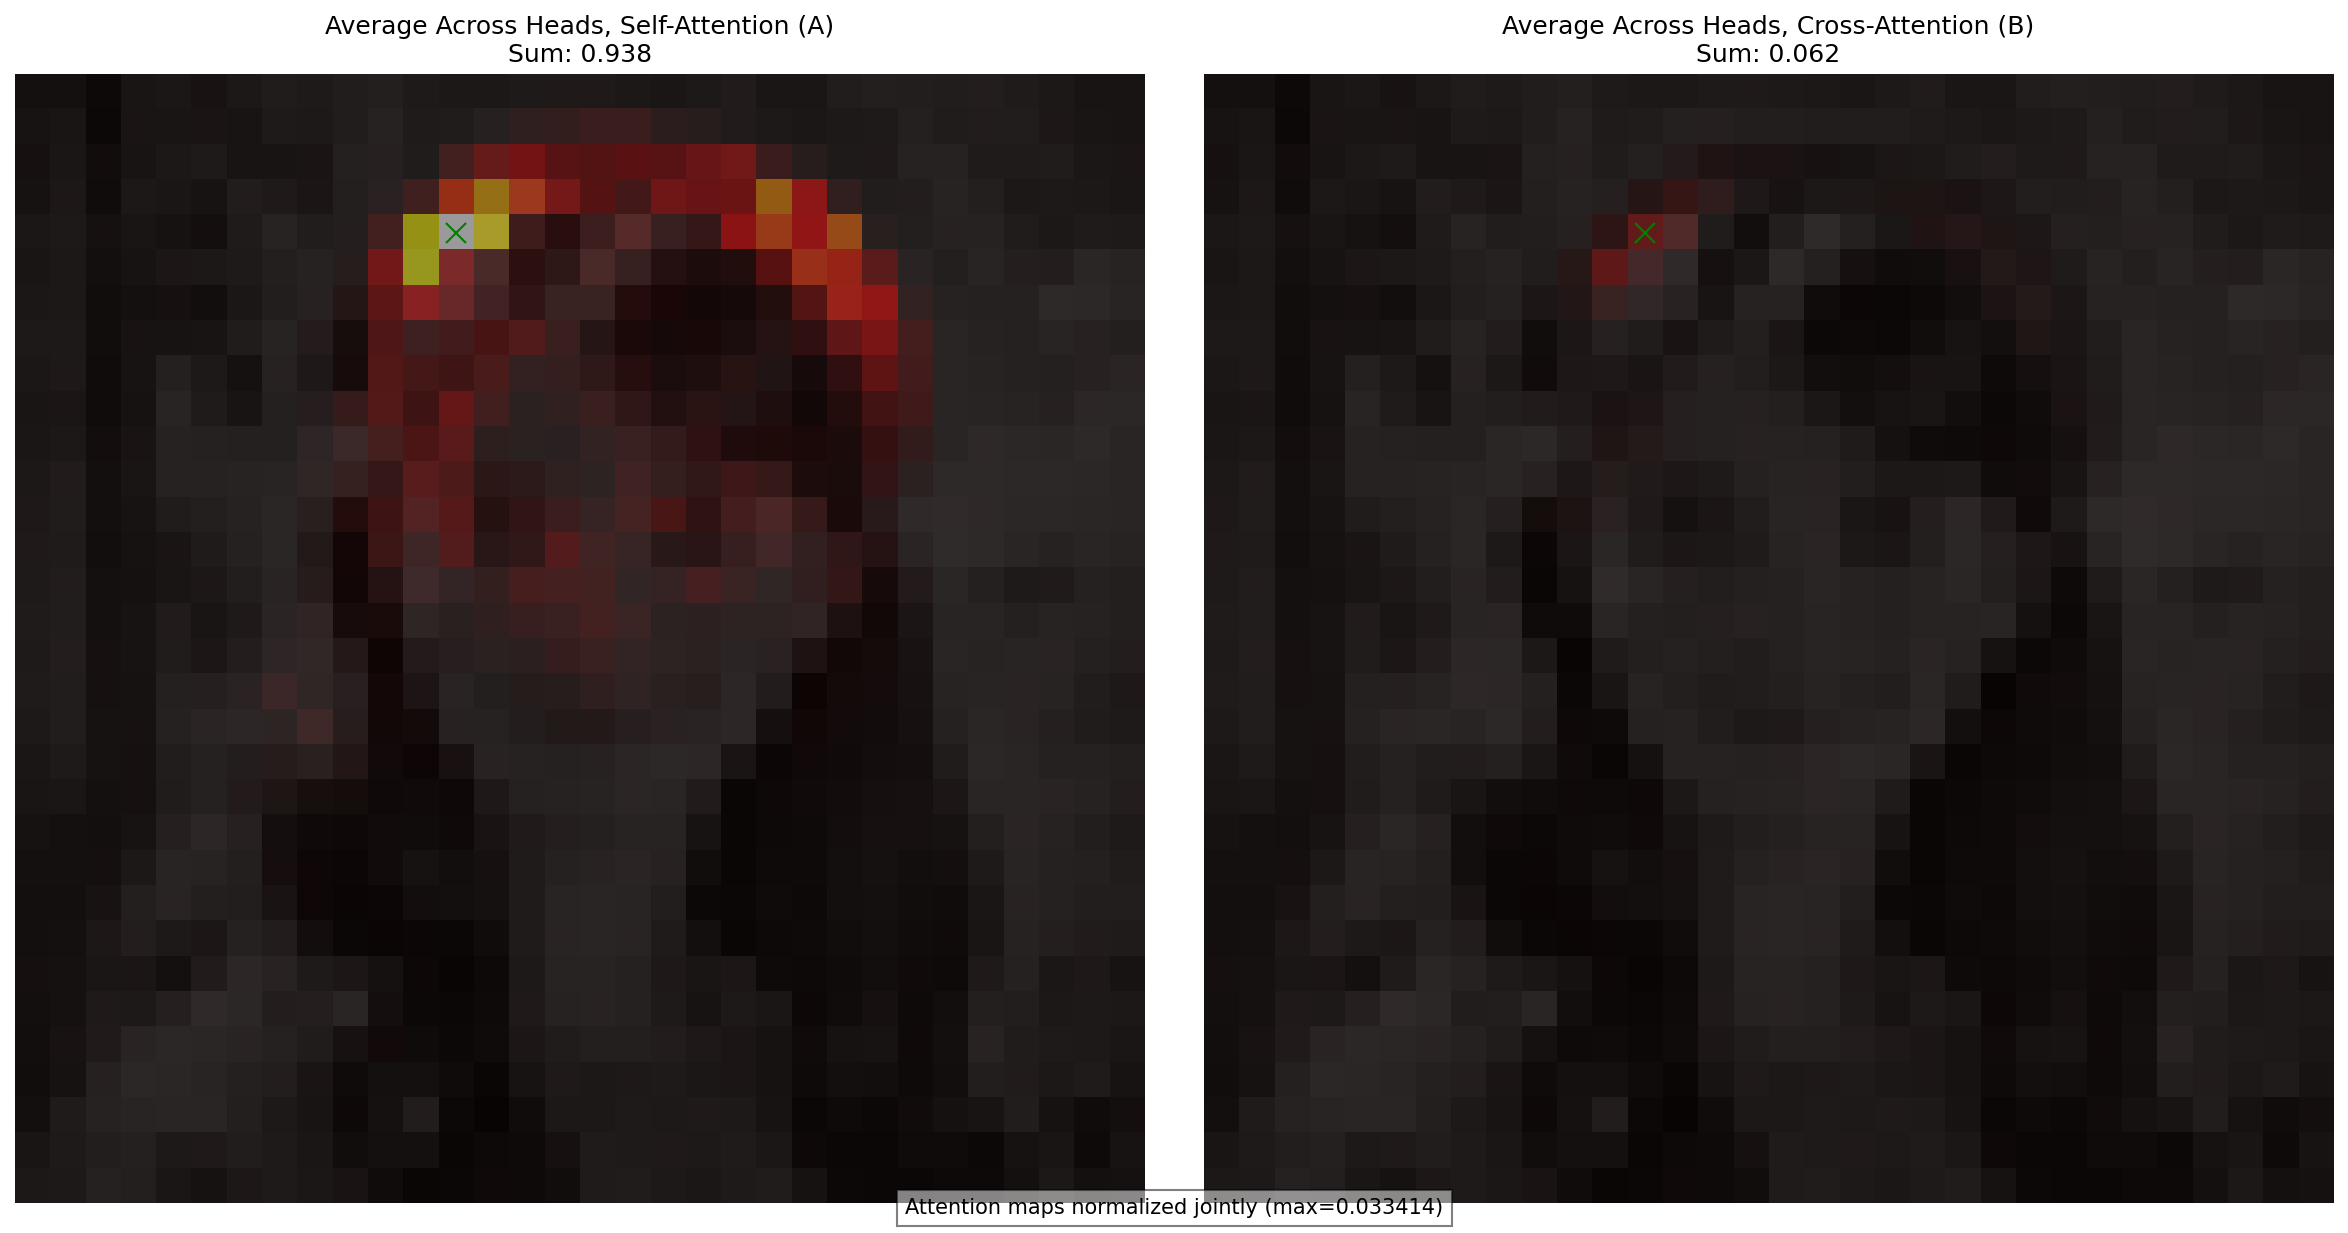 Average Across Heads, Self-Attention (A)
Sum: 0.938
Average Across Heads, Cross-Attention (B)
Sum: 0.062
Attention maps normalized jointly (max=0.033414)